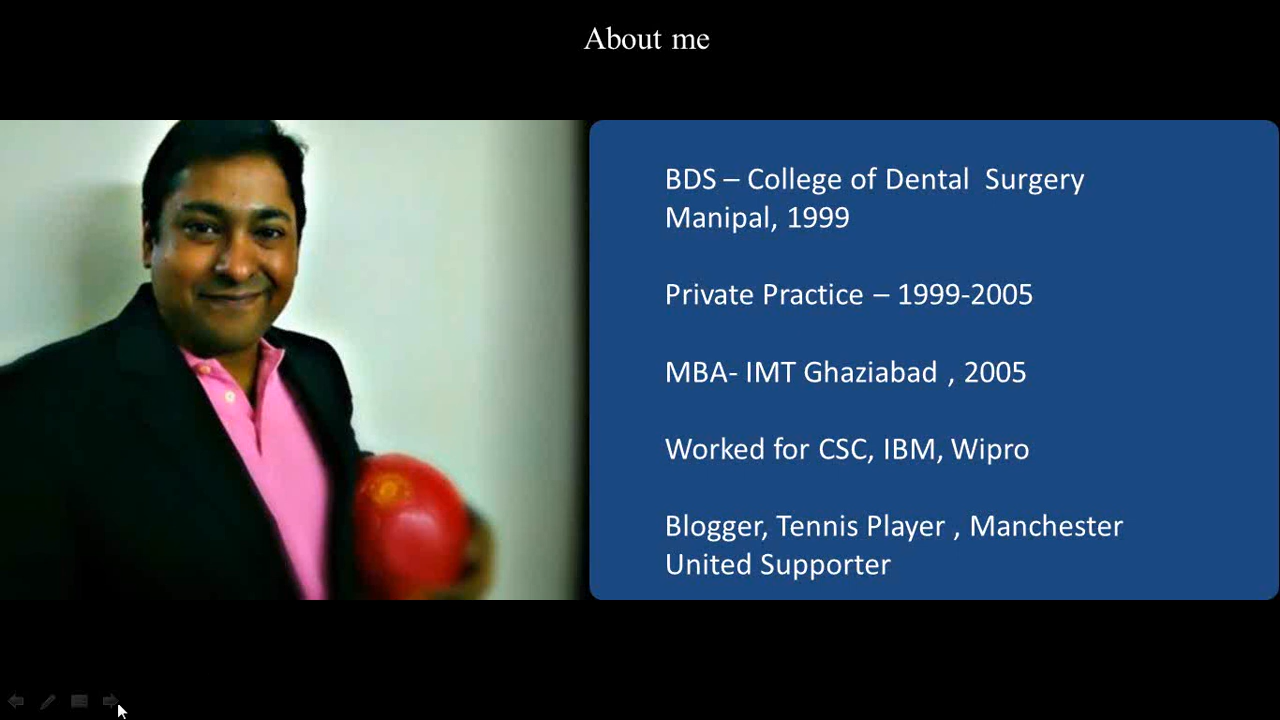 About me
BDS – College of Dental  Surgery
Manipal, 1999
Private Practice – 1999-2005
MBA- IMT Ghaziabad , 2005
Worked for CSC, IBM, Wipro
Blogger, Tennis Player , Manchester
United Supporter